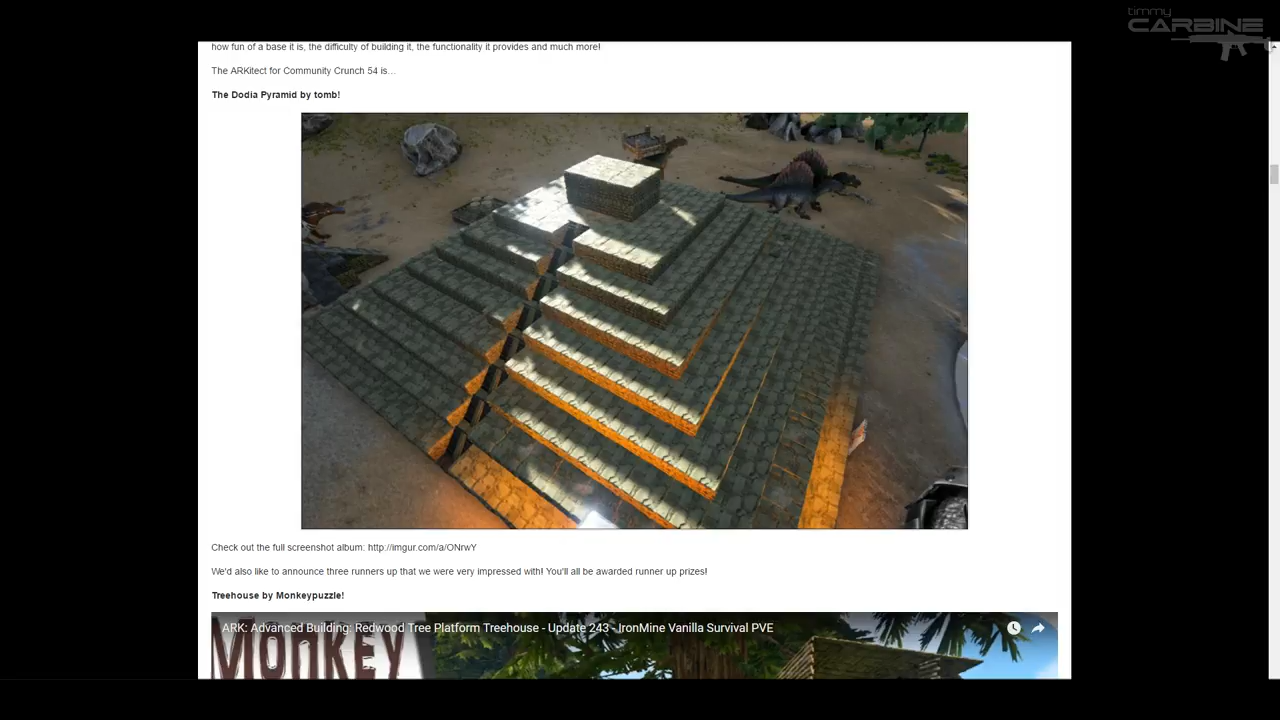 timmy
CARBINE
how fun of a base it is, the difficulty of building it, the functionality it provides and much more!
The ARKitect for Community Crunch 54 is...
The Dodia Pyramid by tomb!
Check out the full screenshot album: http://imgur.com/a/ONrwY
We'd also like to announce three runners up that we were very impressed with! You'll all be awarded runner up prizes!
Treehouse by Monkeypuzzle!
ARK: Advanced Building: Redwood Tree Platform Treehouse - Update 243 - IronMine Vanilla Survival PVE
MONKEY